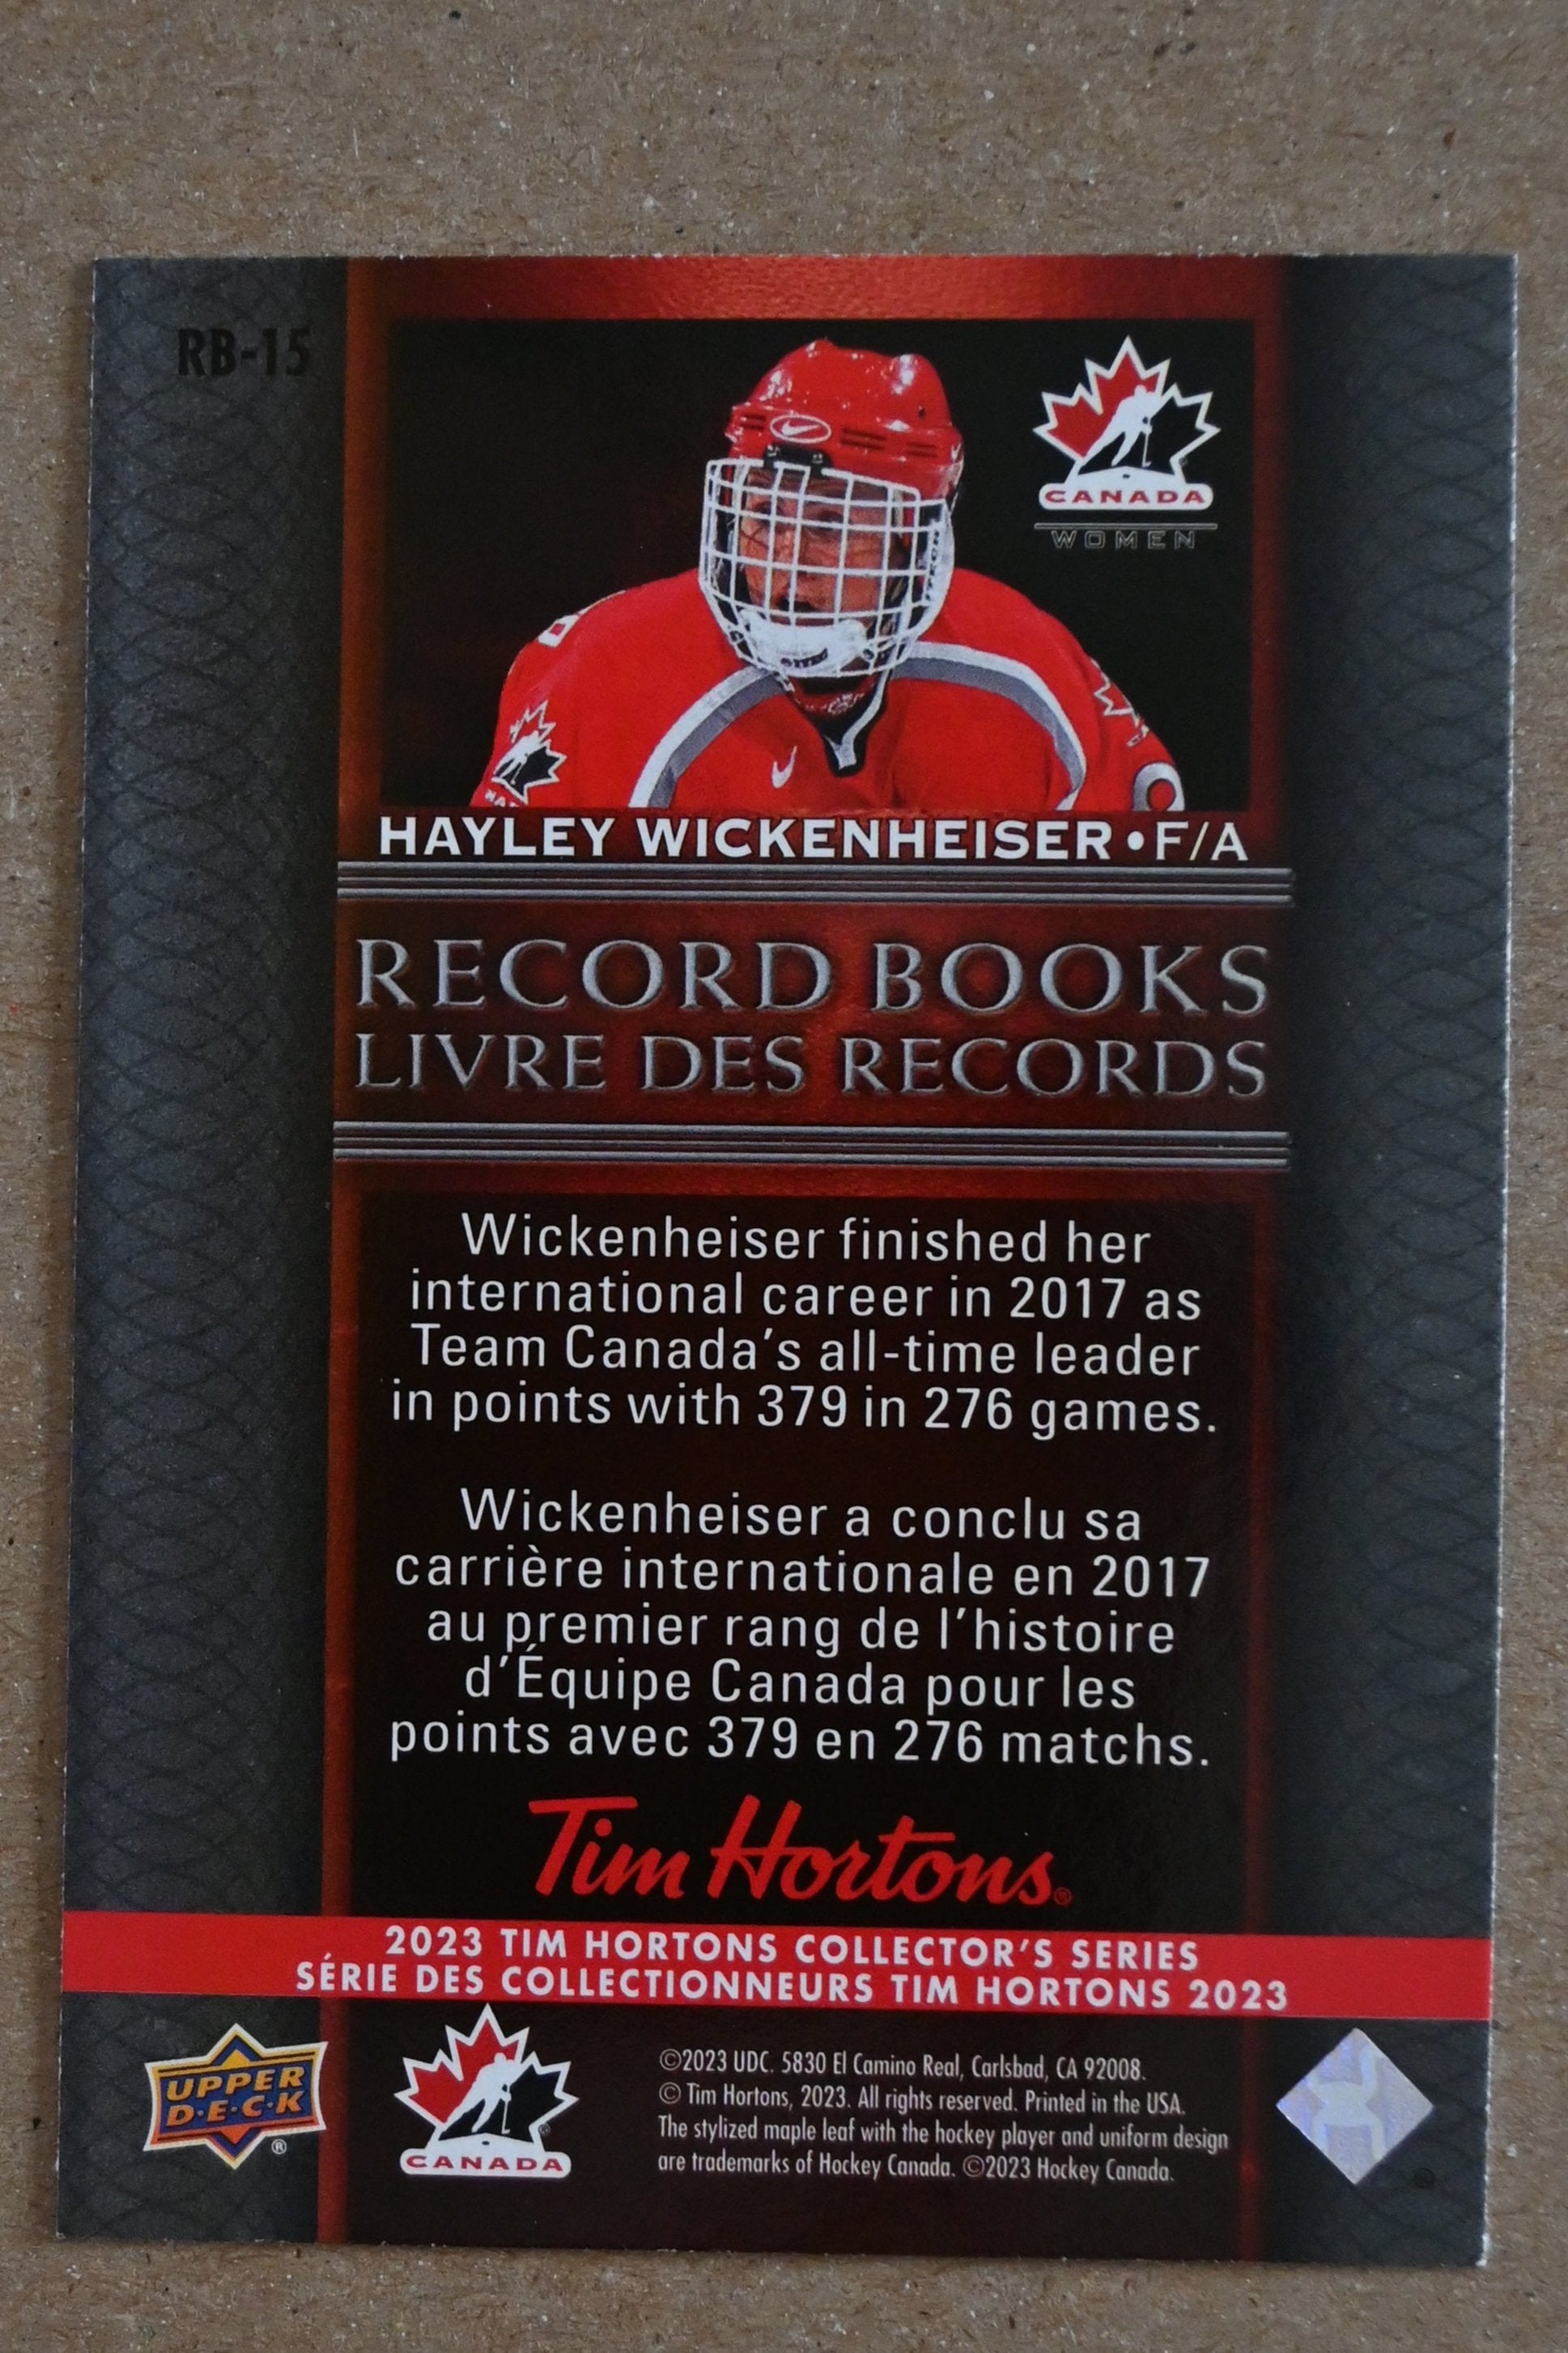 RB-15
CANADA
WOMEN
HAYLEY WICKENHEISER • F/A
RECORD BOOKS
LIVRE DES RECORDS
Wickenheiser finished her
international career in 2017 as
Team Canada's all-time leader
in points with 379 in 276 games.
Wickenheiser a conclu sa
carrière internationale en 2017
au premier rang de l'histoire
d'Équipe Canada pour les
points avec 379 en 276 matchs.
Tim Hortons®
2023 TIM HORTONS COLLECTOR'S SERIES
SÉRIE DES COLLECTIONNEURS TIM HORTONS 2023
UPPER
D•E•C•K
®
CANADA
©2023 UDC. 5830 El Camino Real, Carlsbad, CA 92008.
© Tim Hortons, 2023. All rights reserved. Printed in the USA.
The stylized maple leaf with the hockey player and uniform design
are trademarks of Hockey Canada. ©2023 Hockey Canada.